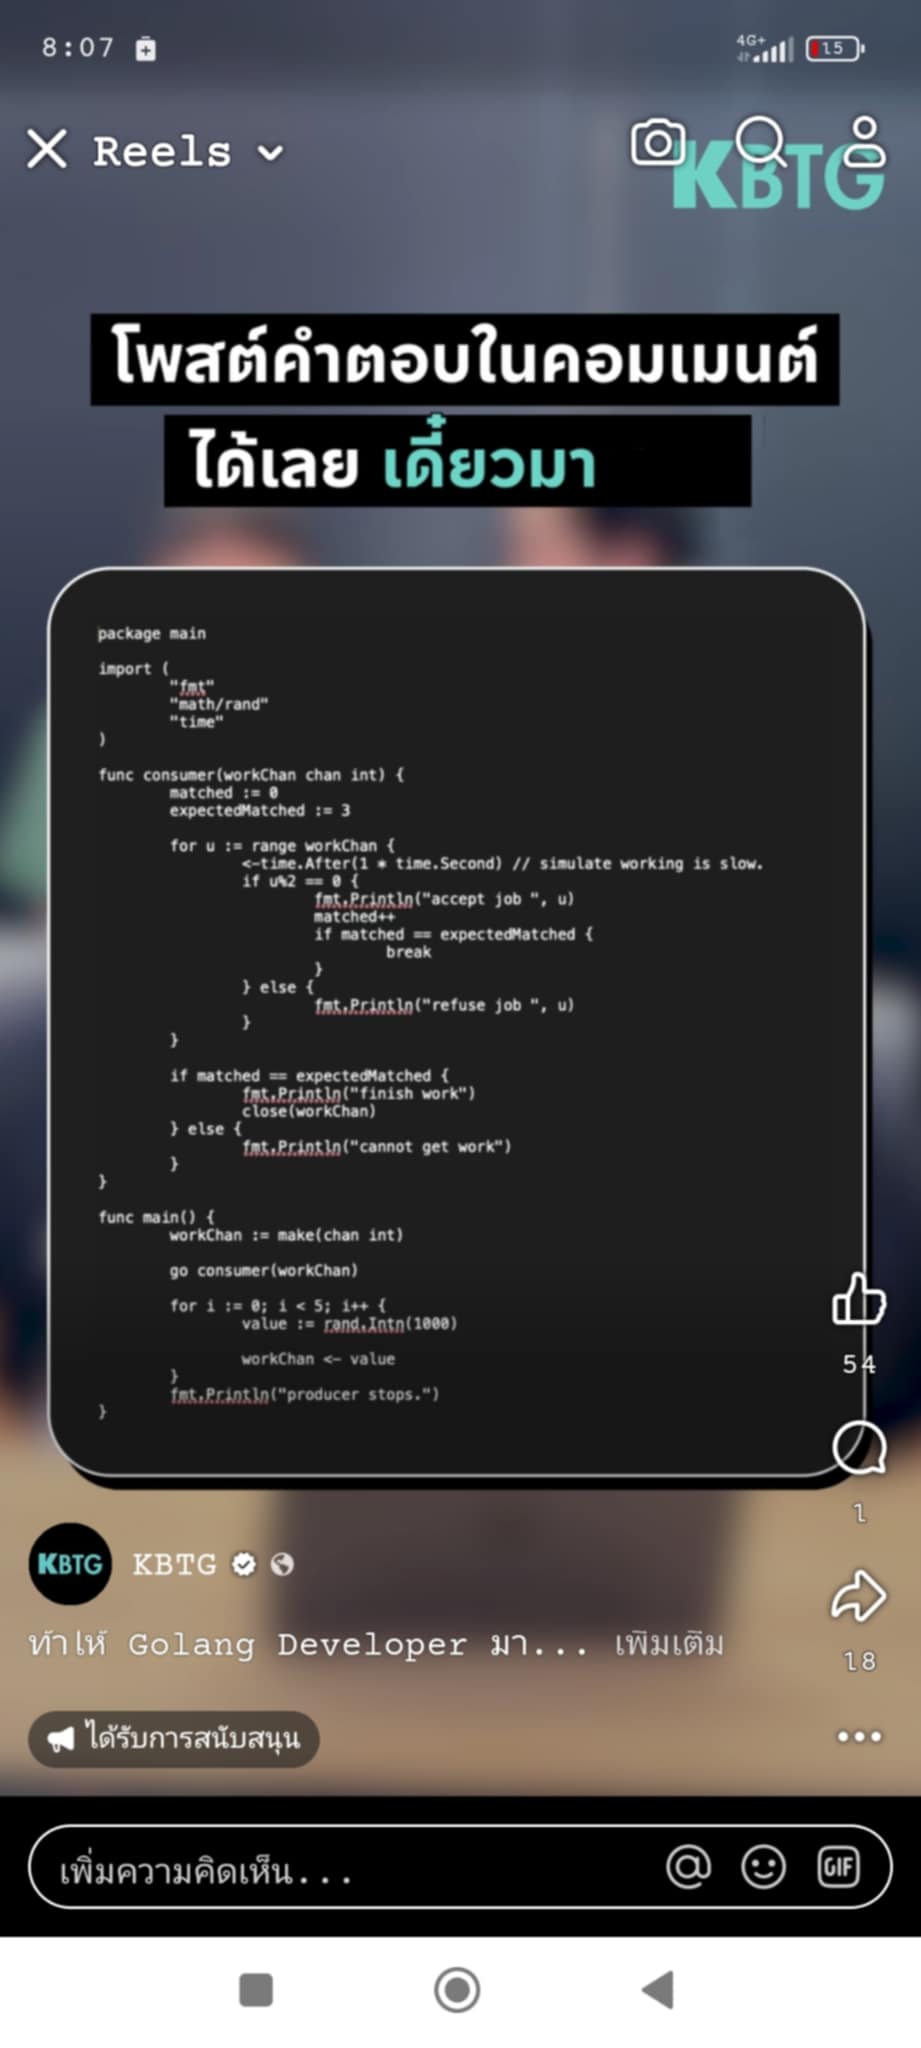 8:07
4G+
15
Reels
KBTG
โพสต์คำตอบในคอมเมนต์
ได้เลย เดี๋ยวมา
package main
import (
"fmt"
"math/rand"
"time"
)
func consumer(workChan chan int) {
matched := 0
expectedMatched := 3
for u := range workChan {
<-time.After(1 * time.Second) // simulate working is slow.
if u%2 == 0 {
fmt.Println("accept job ", u)
matched++
if matched == expectedMatched {
break
}
} else {
fmt.Println("refuse job ", u)
}
}
if matched == expectedMatched {
fmt.Println("finish work")
close(workChan)
} else {
fmt.Println("cannot get work")
}
}
func main() {
workChan := make(chan int)
go consumer(workChan)
for i := 0; i < 5; i++ {
value := rand.Intn(1000)
workChan <- value
}
fmt.Println("producer stops.")
}
54
1
KBTG
KBTG
ทำให้ Golang Developer มา... เพิ่มเติม
18
ได้รับการสนับสนุน
เพิ่มความคิดเห็น...
GIF